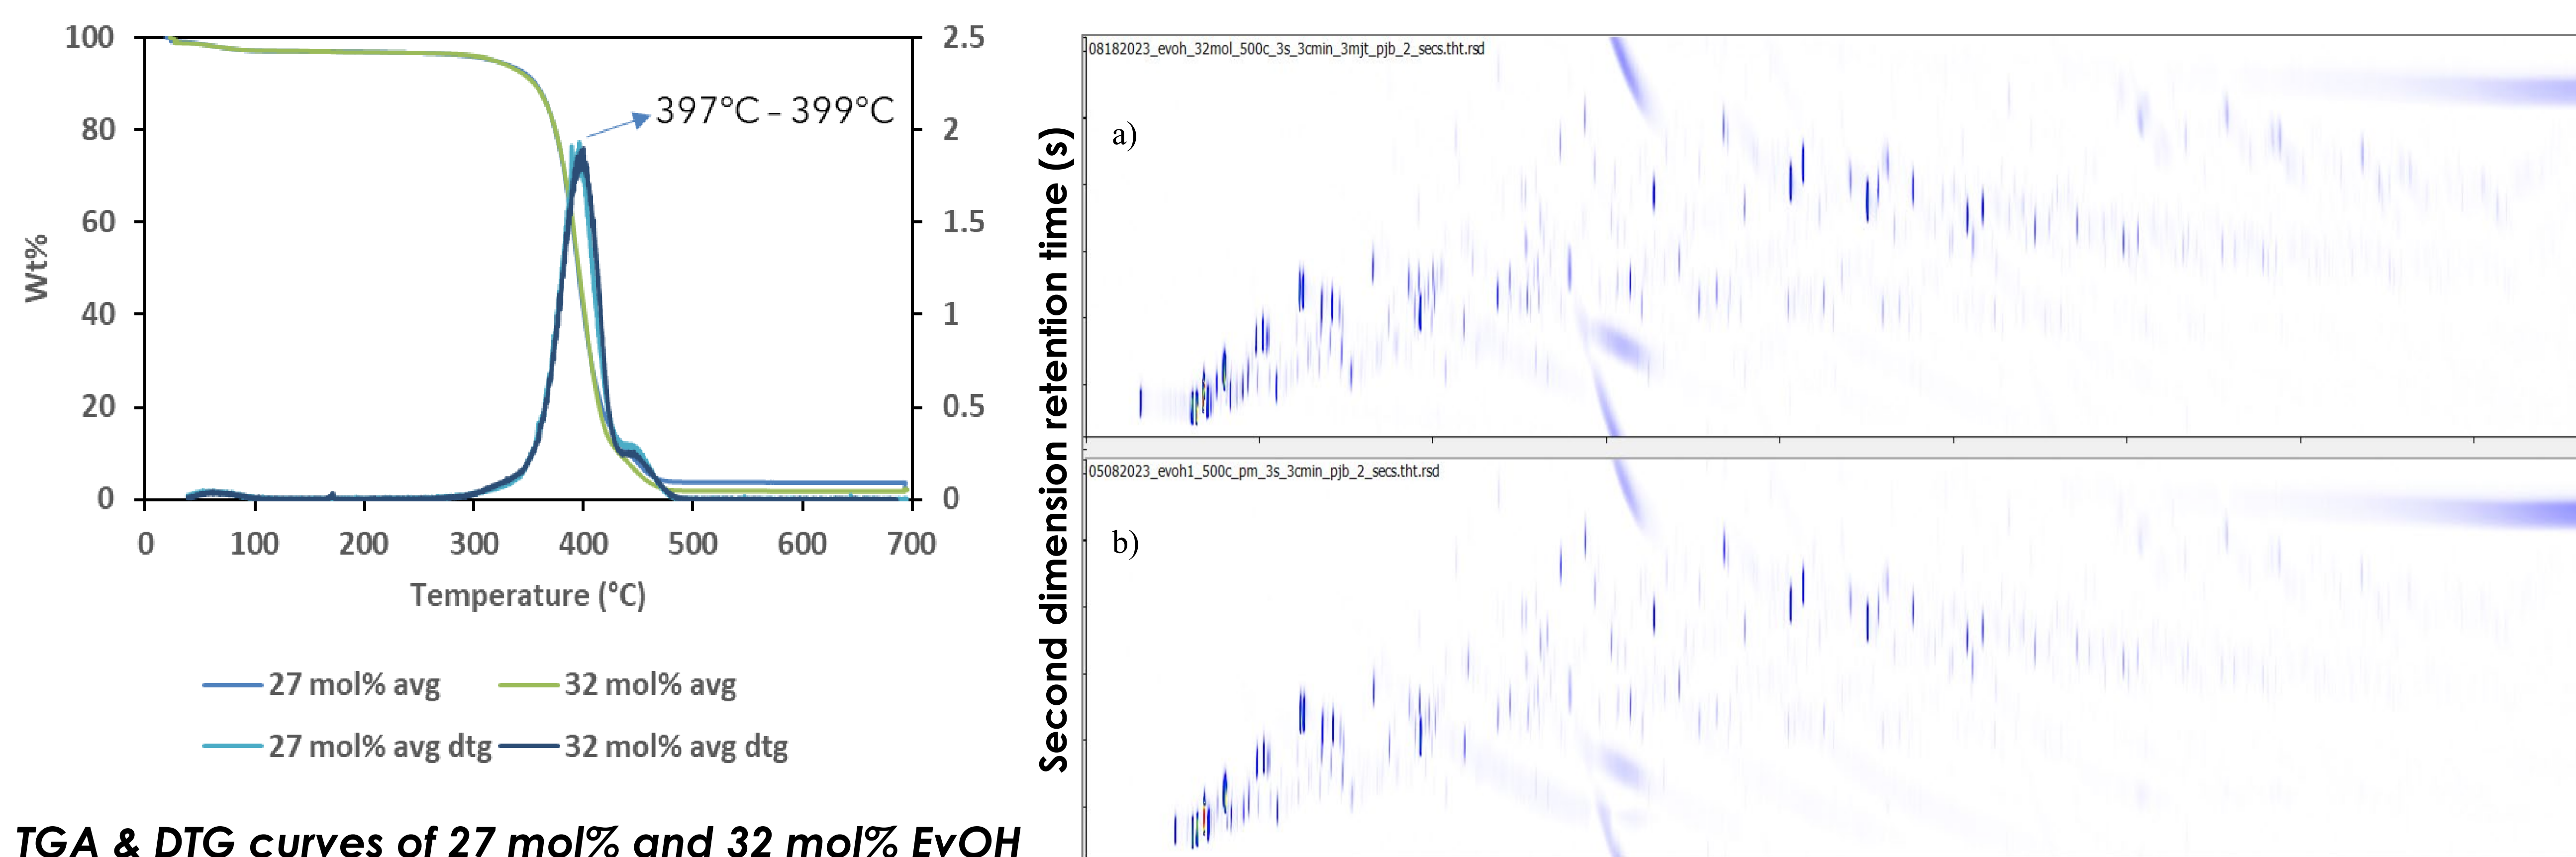 100
80
60
40
20
0
Wt%
2.5
2
1.5
1
0.5
0
397°C - 399°C
0 100 200 300 400 500 600 700
Temperature (°C)
27 mol% avg
32 mol% avg
27 mol% avg dtg
32 mol% avg dtg
TGA & DTG curves of 27 mol% and 32 mol% EvOH
Second dimension retention time (s)
08182023_evoh_32mol_500c_3s_3cmin_3mjt_pjb_2_secs.tht.rsd
a)
05082023_evoh1_500c_pm_3s_3cmin_pjb_2_secs.tht.rsd
b)